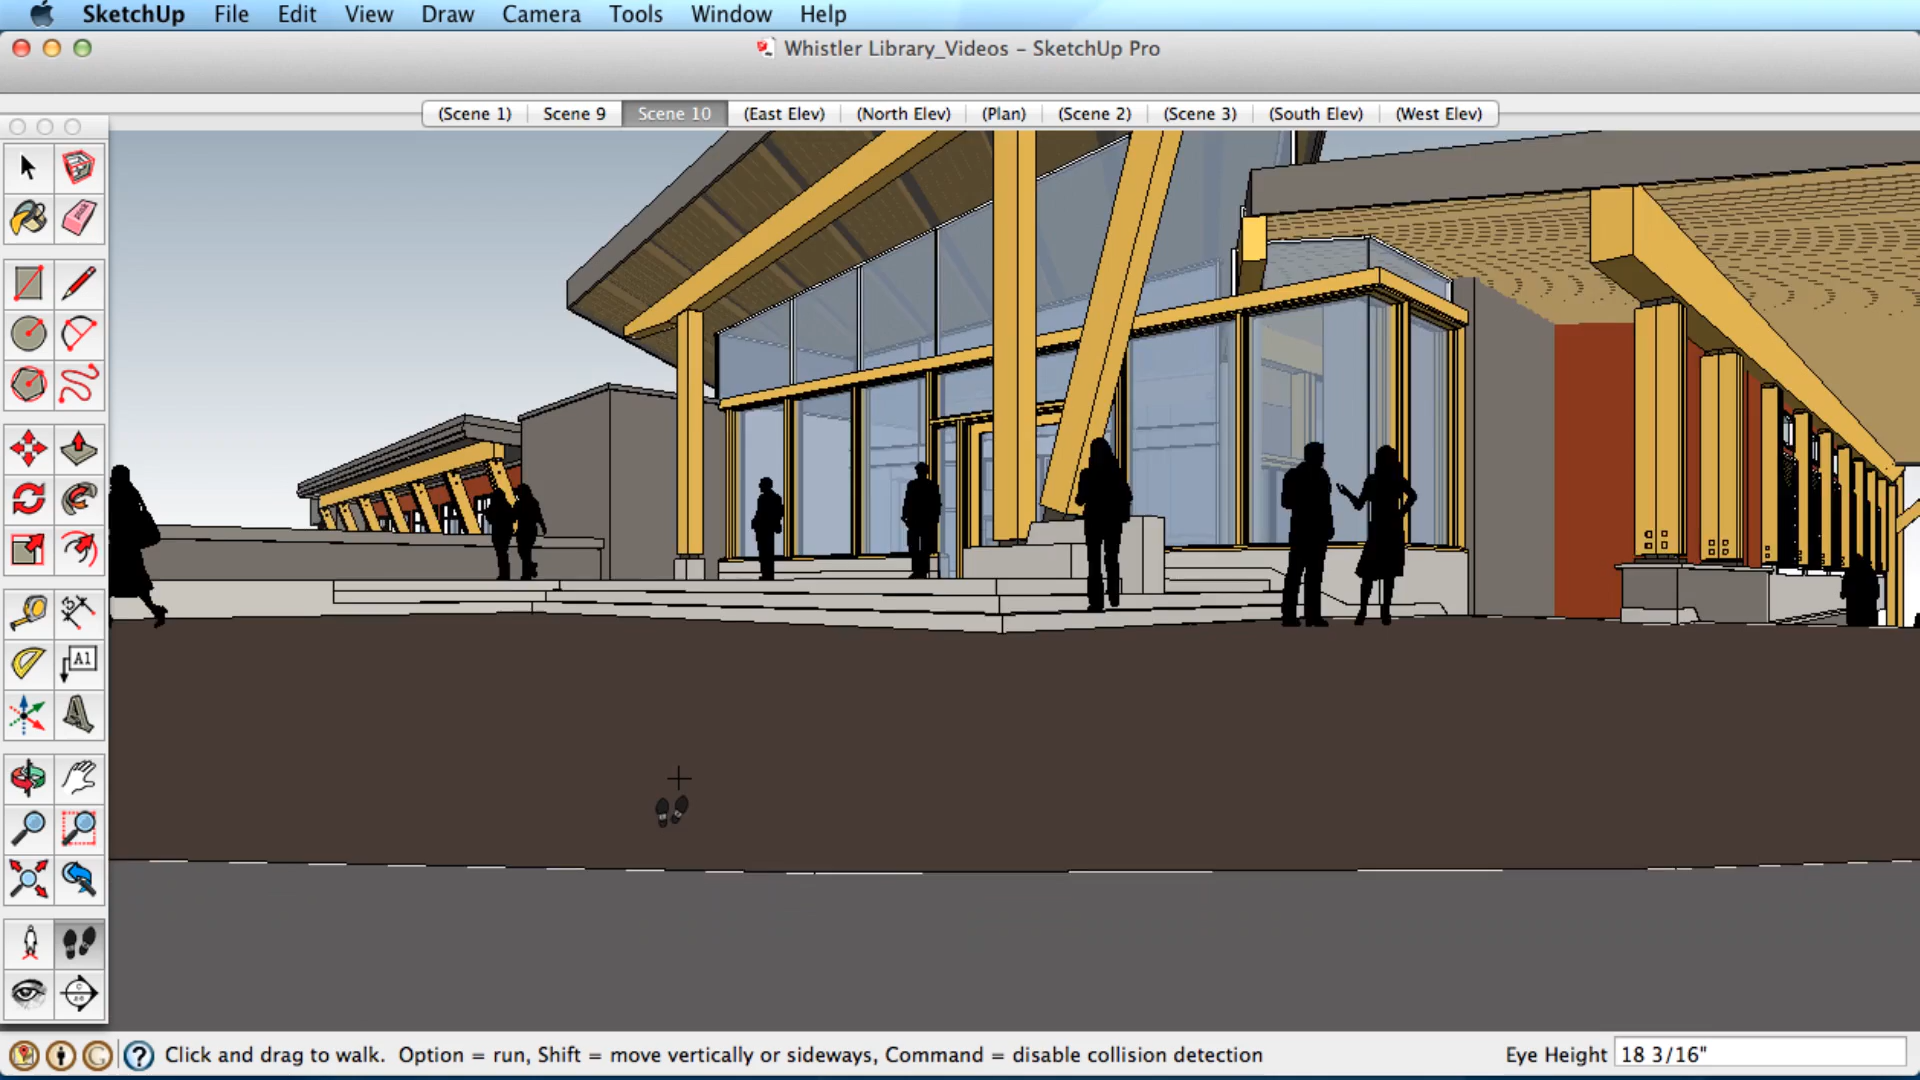 SketchUp File Edit View Draw Camera Tools Window Help
Whistler Library_Videos – SketchUp Pro
(Scene 1) Scene 9 Scene 10 (East Elev) (North Elev) (Plan) (Scene 2) (Scene 3) (South Elev) (West Elev)
A1
Click and drag to walk. Option = run, Shift = move vertically or sideways, Command = disable collision detection
Eye Height 18 3/16"